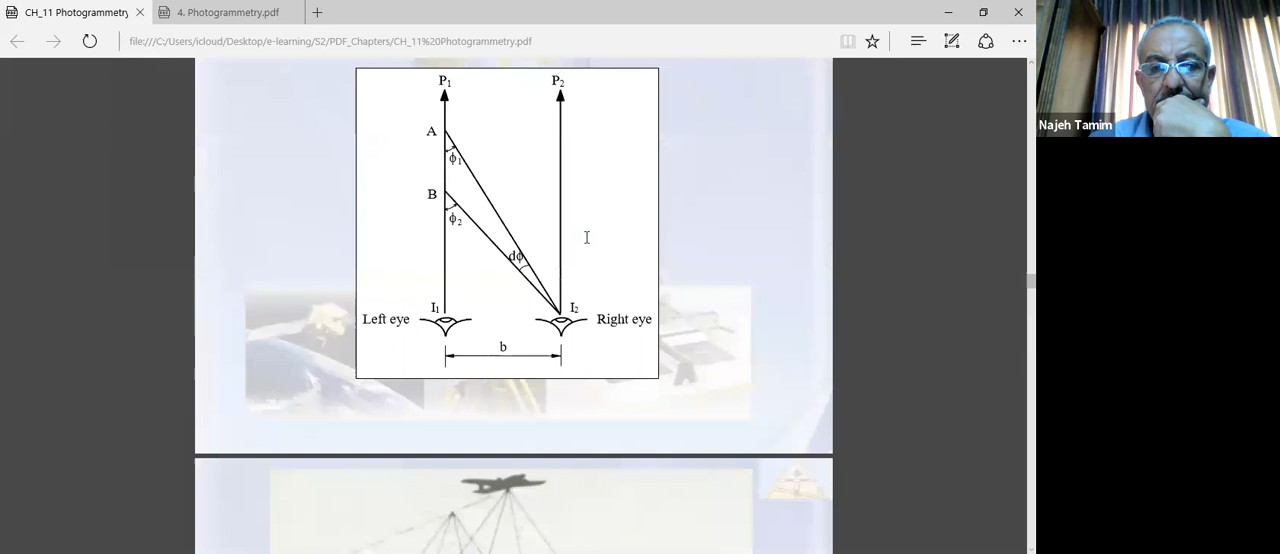 CH_11 Photogrammetry
4. Photogrammetry.pdf
file:///C:/Users/icloud/Desktop/e-learning/S2/PDF_Chapters/CH_11%20Photogrammetry.pdf
Najeh Tamim
P₁ P₂
A
ϕ₁
B
ϕ₂
dϕ
I₁ I₂
Left eye Right eye
b